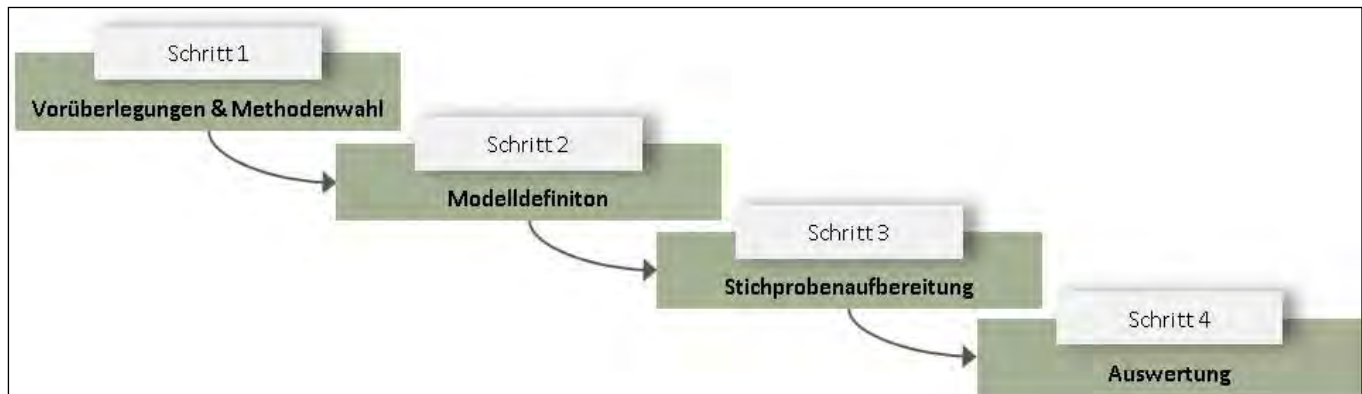 Schritt 1
Vorüberlegungen & Methodenwahl
Schritt 2
Modelldefiniton
Schritt 3
Stichprobenaufbereitung
Schritt 4
Auswertung